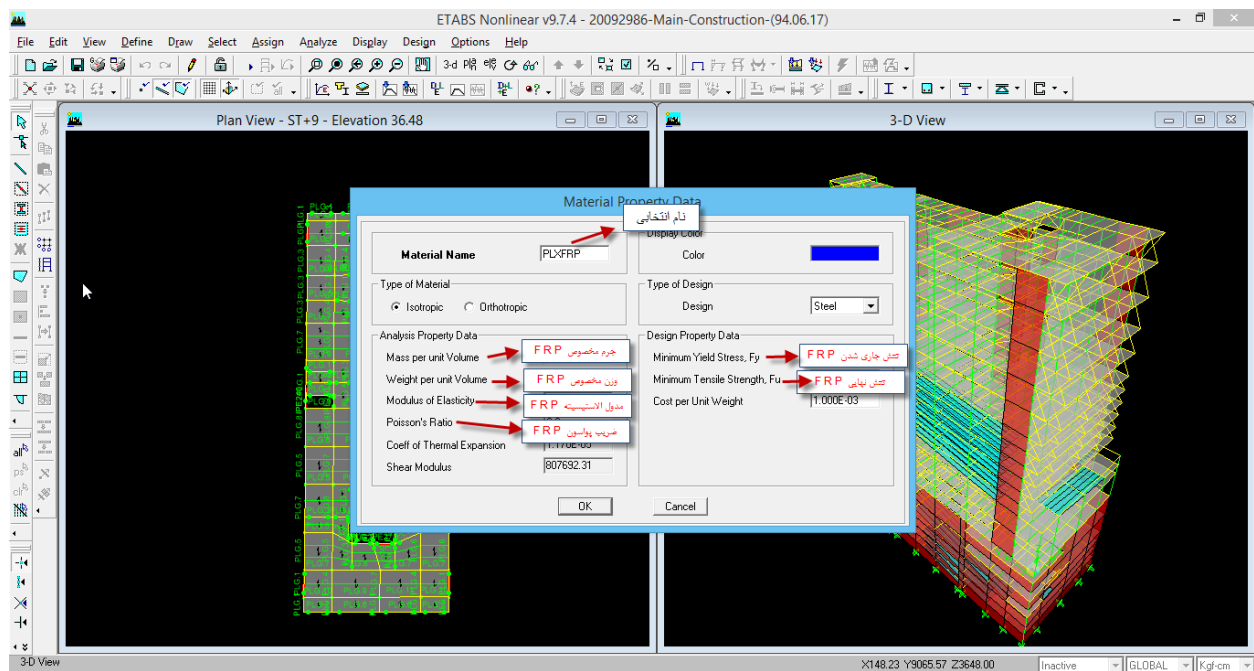 ETABS Nonlinear v9.7.4 - 20092986-Main-Construction-(94.06.17)
File Edit View Define Draw Select Assign Analyze Display Design Options Help
Plan View - ST+9 - Elevation 36.48
3-D View
Material Property Data
نام انتخابی
Display Color
Material Name
PLXFRP
Color
Type of Material
Isotropic
Orthotropic
Type of Design
Design
Steel
Analysis Property Data
Mass per unit Volume
جرم مخصوص FRP
Weight per unit Volume
وزن مخصوص FRP
Modulus of Elasticity
مدول الاستیسیته FRP
Poisson's Ratio
ضریب پواسون FRP
Coeff of Thermal Expansion
1.170E-05
Shear Modulus
807692.31
Design Property Data
Minimum Yield Stress, Fy
تنش جاری شدن FRP
Minimum Tensile Strength, Fu
تنش نهایی FRP
Cost per Unit Weight
1.000E-03
OK
Cancel
3-D View
X148.23 Y9065.57 Z3648.00
Inactive
GLOBAL
Kgf-cm